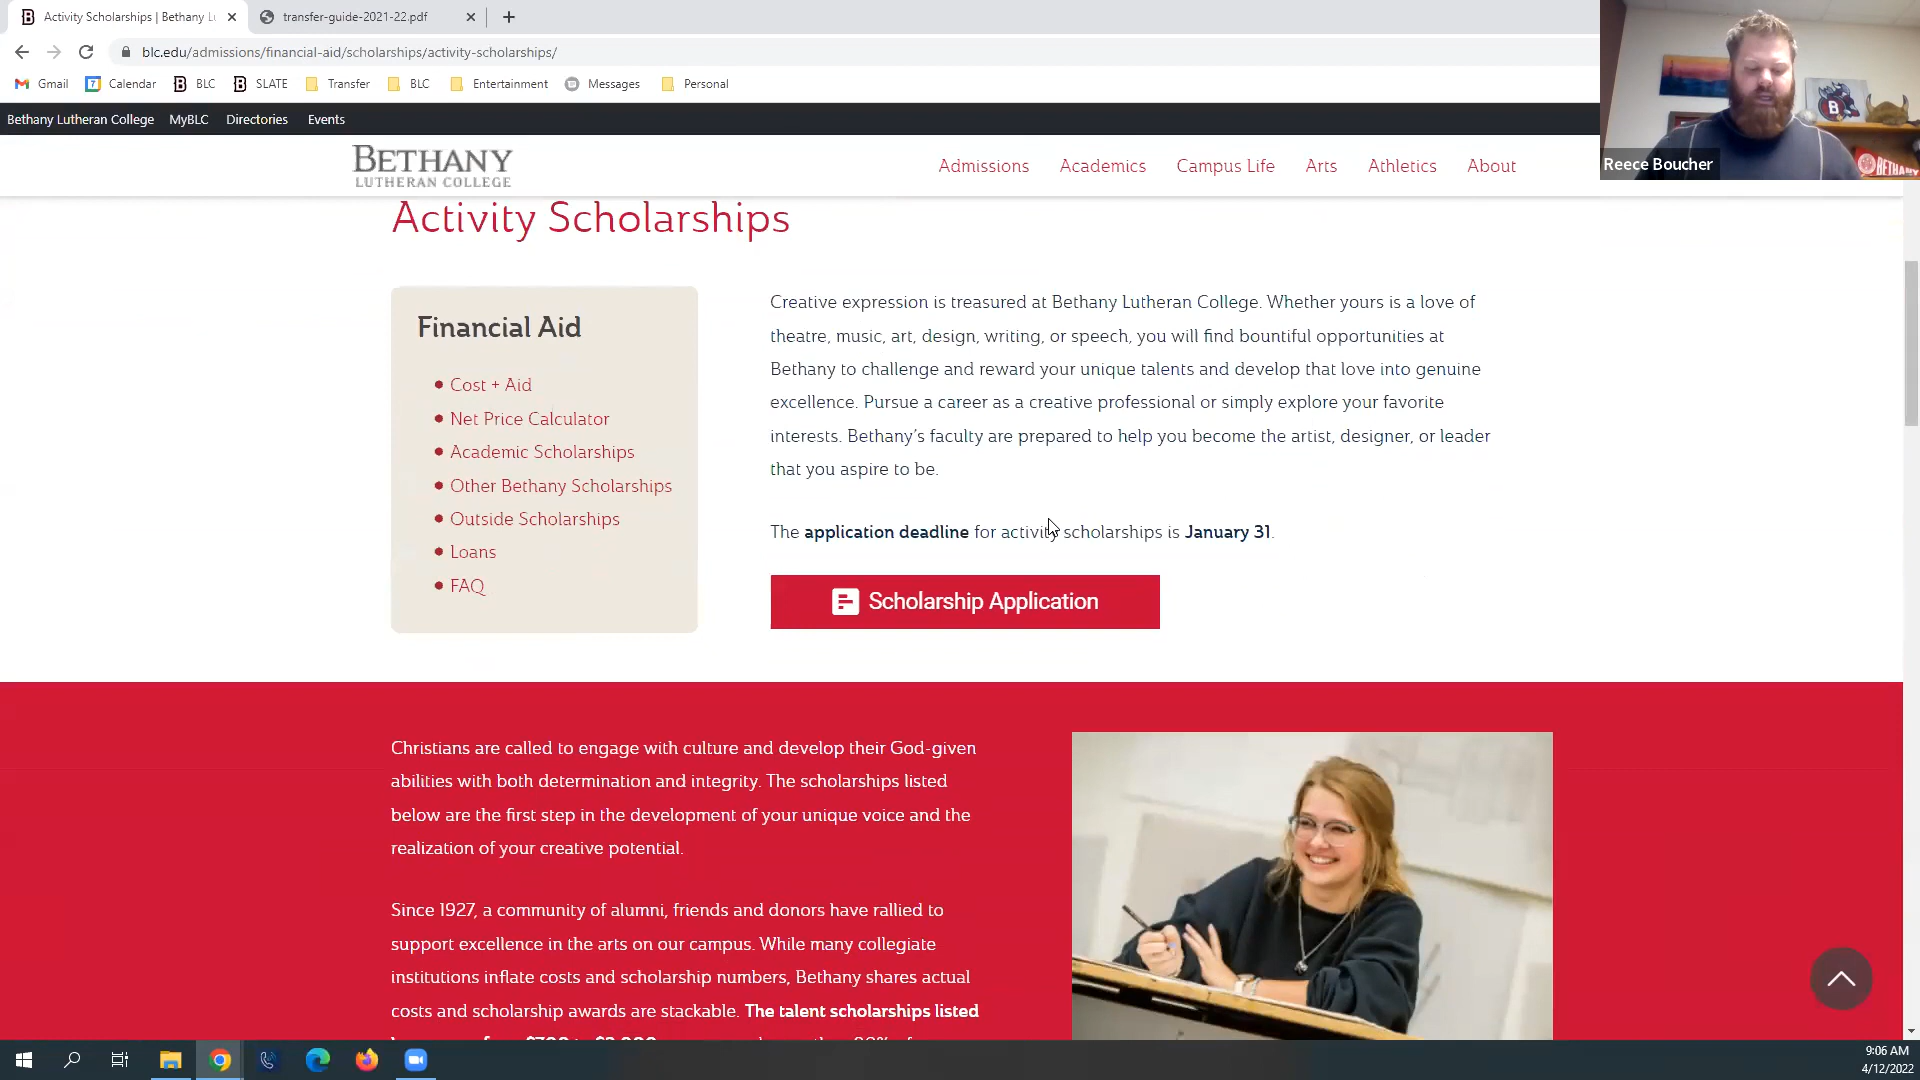 Activity Scholarships | Bethany Lu
transfer-guide-2021-22.pdf
blc.edu/admissions/financial-aid/scholarships/activity-scholarships/
Gmail
Calendar
BLC
SLATE
Transfer
BLC
Entertainment
Messages
Personal
Bethany Lutheran College
MyBLC
Directories
Events
BETHANY
LUTHERAN COLLEGE
Admissions
Academics
Campus Life
Arts
Athletics
About
B
BETHANY
Reece Boucher
Activity Scholarships
Financial Aid
Cost + Aid
Net Price Calculator
Academic Scholarships
Other Bethany Scholarships
Outside Scholarships
Loans
FAQ
Creative expression is treasured at Bethany Lutheran College. Whether yours is a love of
theatre, music, art, design, writing, or speech, you will find bountiful opportunities at
Bethany to challenge and reward your unique talents and develop that love into genuine
excellence. Pursue a career as a creative professional or simply explore your favorite
interests. Bethany's faculty are prepared to help you become the artist, designer, or leader
that you aspire to be.
The application deadline for activity scholarships is January 31.
Scholarship Application
Christians are called to engage with culture and develop their God-given
abilities with both determination and integrity. The scholarships listed
below are the first step in the development of your unique voice and the
realization of your creative potential.
Since 1927, a community of alumni, friends and donors have rallied to
support excellence in the arts on our campus. While many collegiate
institutions inflate costs and scholarship numbers, Bethany shares actual
costs and scholarship awards are stackable. The talent scholarships listed
9:06 AM
4/12/2022